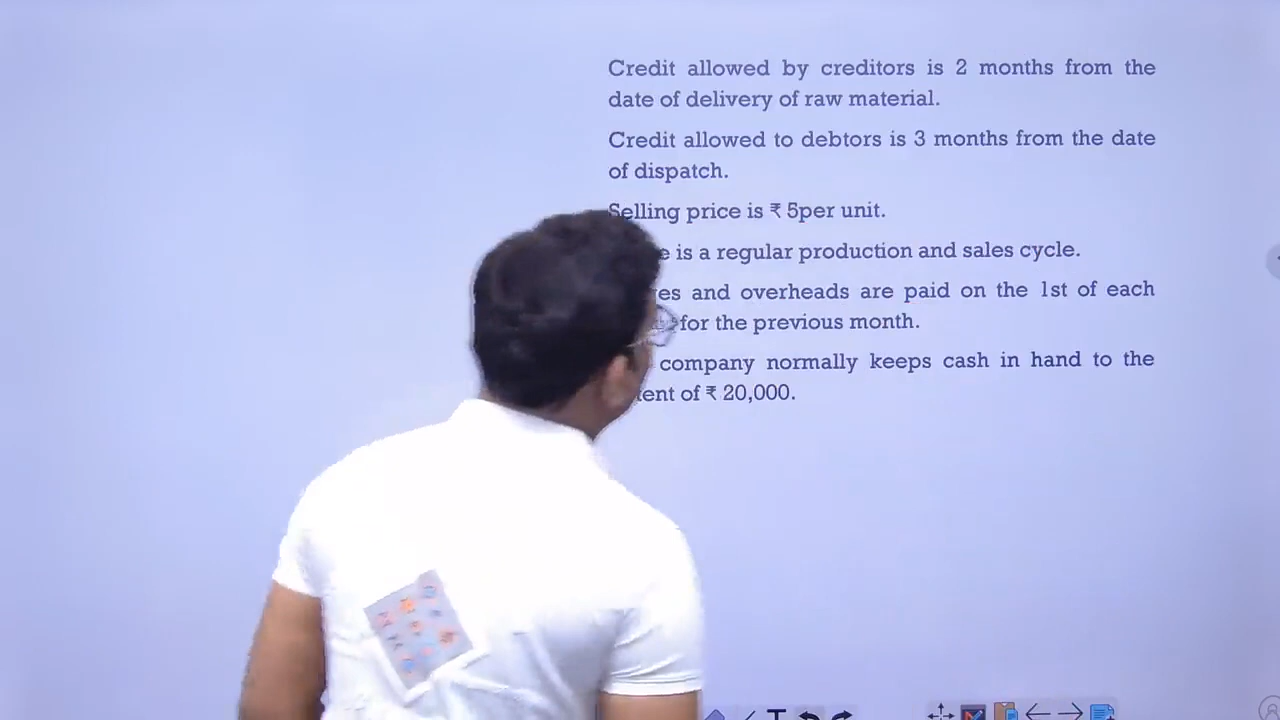 Credit allowed by creditors is 2 months from the
date of delivery of raw material.
Credit allowed to debtors is 3 months from the date
of dispatch.
Selling price is ₹ 5per unit.
is a regular production and sales cycle.
and overheads are paid on the 1st of each
for the previous month.
company normally keeps cash in hand to the
of ₹ 20,000.